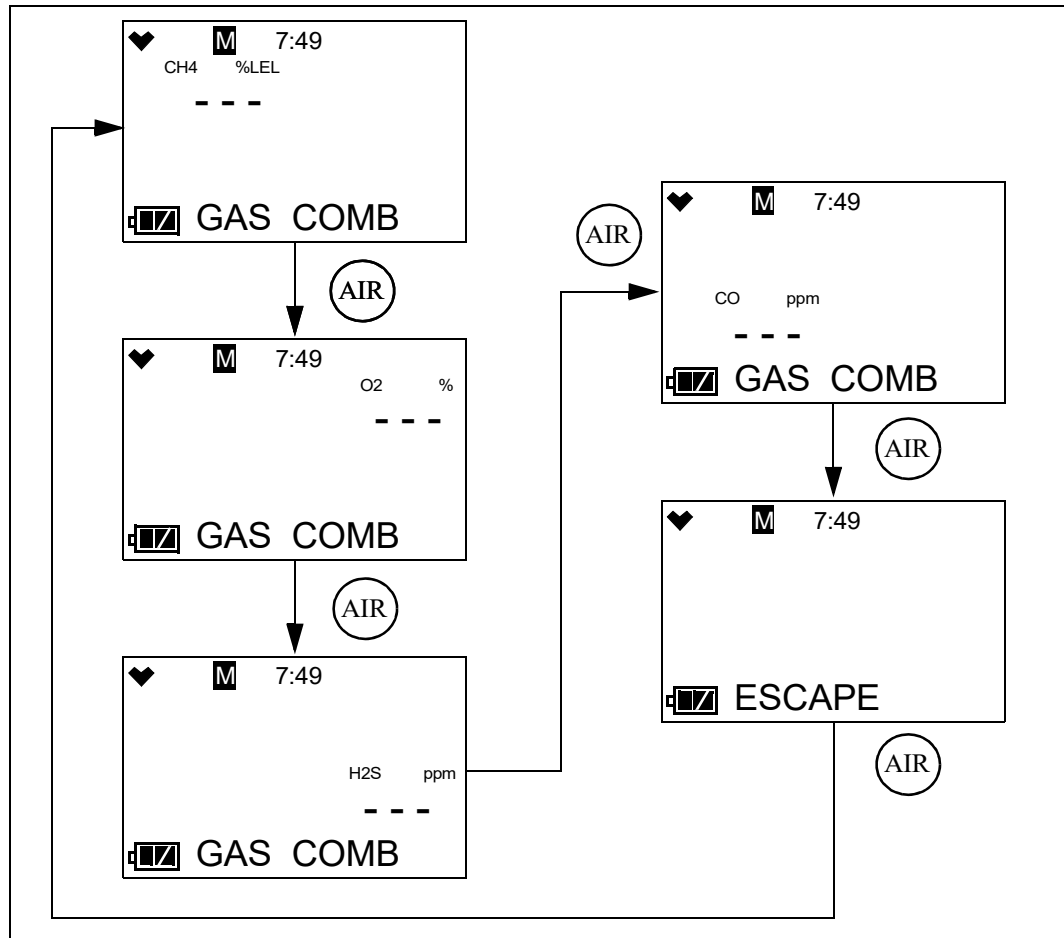 M 7:49
CH4 %LEL
- - -
GAS COMB
AIR
M 7:49
O2 %
- - -
GAS COMB
AIR
M 7:49
H2S ppm
- - -
GAS COMB
AIR
M 7:49
CO ppm
- - -
GAS COMB
AIR
M 7:49
ESCAPE
AIR